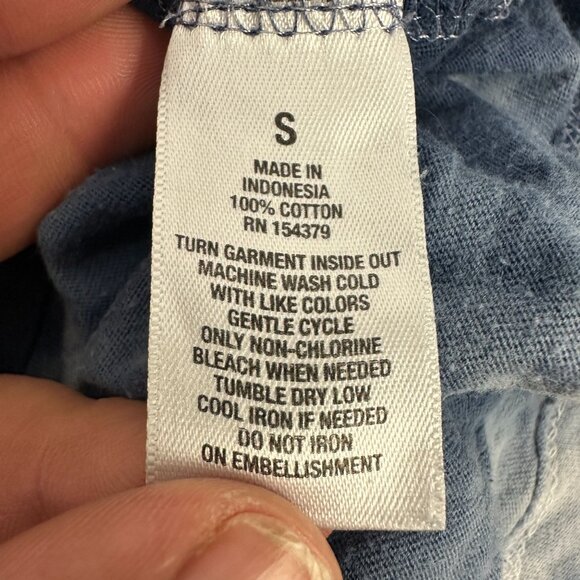 S
MADE IN
INDONESIA
100% COTTON
RN 154379
TURN GARMENT INSIDE OUT
MACHINE WASH COLD
WITH LIKE COLORS
GENTLE CYCLE
ONLY NON-CHLORINE
BLEACH WHEN NEEDED
TUMBLE DRY LOW
COOL IRON IF NEEDED
DO NOT IRON
ON EMBELLISHMENT